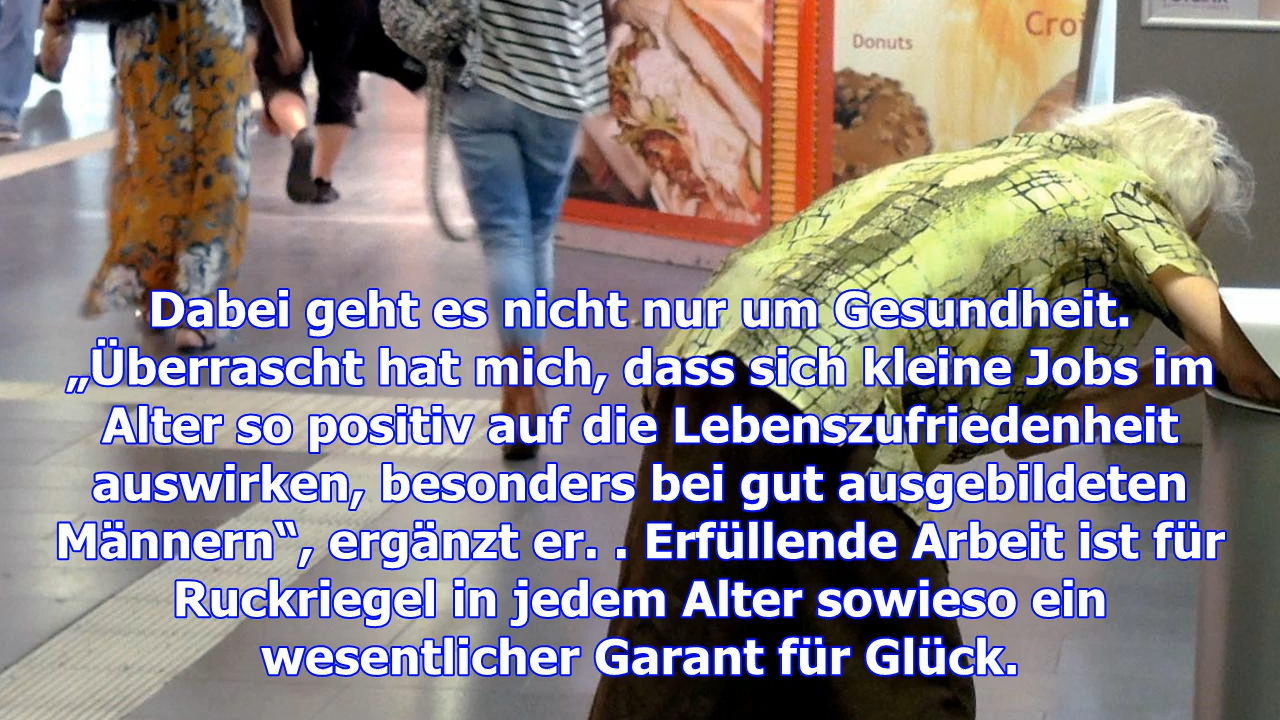 Donuts
Dabei geht es nicht nur um Gesundheit.
„Überrascht hat mich, dass sich kleine Jobs im
Alter so positiv auf die Lebenszufriedenheit
auswirken, besonders bei gut ausgebildeten
Männern“, ergänzt er. . Erfüllende Arbeit ist für
Ruckriegel in jedem Alter sowieso ein
wesentlicher Garant für Glück.